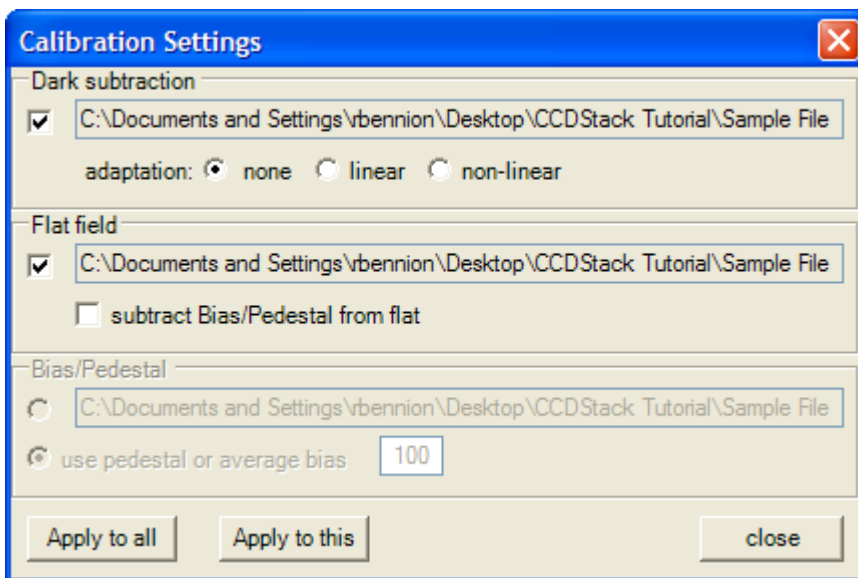 Calibration Settings
Dark subtraction
C:\Documents and Settings\rbennion\Desktop\CCDStack Tutorial\Sample File
adaptation: none linear non-linear
Flat field
C:\Documents and Settings\rbennion\Desktop\CCDStack Tutorial\Sample File
subtract Bias/Pedestal from flat
Bias/Pedestal
C:\Documents and Settings\rbennion\Desktop\CCDStack Tutorial\Sample File
use pedestal or average bias 100
Apply to all Apply to this close